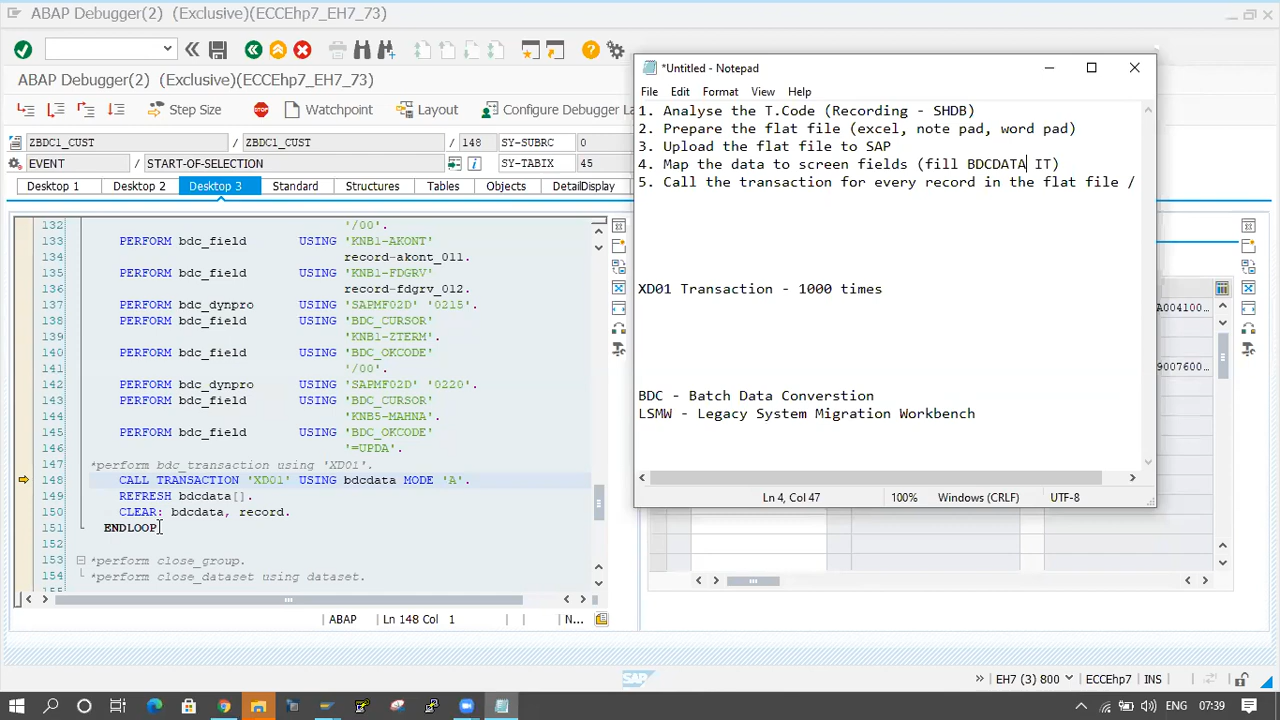 ABAP Debugger(2) (Exclusive)(ECCEhp7_EH7_73)
ABAP Debugger(2) (Exclusive)(ECCEhp7_EH7_73)
Step Size
Watchpoint
Layout
Configure Debugger La
ZBDC1_CUST / ZBDC1_CUST / 148 SY-SUBRC 0
EVENT / START-OF-SELECTION SY-TABIX 45
Desktop 1 Desktop 2 Desktop 3 Standard Structures Tables Objects DetailDisplay
132 '/00'.
133 PERFORM bdc_field USING 'KNB1-AKONT'
134 record-akont_011.
135 PERFORM bdc_field USING 'KNB1-FDGRV'
136 record-fdgrv_012.
137 PERFORM bdc_dynpro USING 'SAPMF02D' '0215'.
138 PERFORM bdc_field USING 'BDC_CURSOR'
139 'KNB1-ZTERM'.
140 PERFORM bdc_field USING 'BDC_OKCODE'
141 '/00'.
142 PERFORM bdc_dynpro USING 'SAPMF02D' '0220'.
143 PERFORM bdc_field USING 'BDC_CURSOR'
144 'KNB5-MAHNA'.
145 PERFORM bdc_field USING 'BDC_OKCODE'
146 '=UPDA'.
147 *perform bdc_transaction using 'XD01'.
148 CALL TRANSACTION 'XD01' USING bdcdata MODE 'A'.
149 REFRESH bdcdata[].
150 CLEAR: bdcdata, record.
151 ENDLOOP.
152
153 *perform close_group.
154 *perform close_dataset using dataset.
155
ABAP Ln 148 Col 1 N...
*Untitled - Notepad
File Edit Format View Help
1. Analyse the T.Code (Recording - SHDB)
2. Prepare the flat file (excel, note pad, word pad)
3. Upload the flat file to SAP
4. Map the data to screen fields (fill BDCDATA IT)
5. Call the transaction for every record in the flat file /
XD01 Transaction - 1000 times
BDC - Batch Data Converstion
LSMW - Legacy System Migration Workbench
Ln 4, Col 47 100% Windows (CRLF) UTF-8
A004100...
9007600...
SAP
EH7 (3) 800 ECCEhp7 INS
ENG 07:39